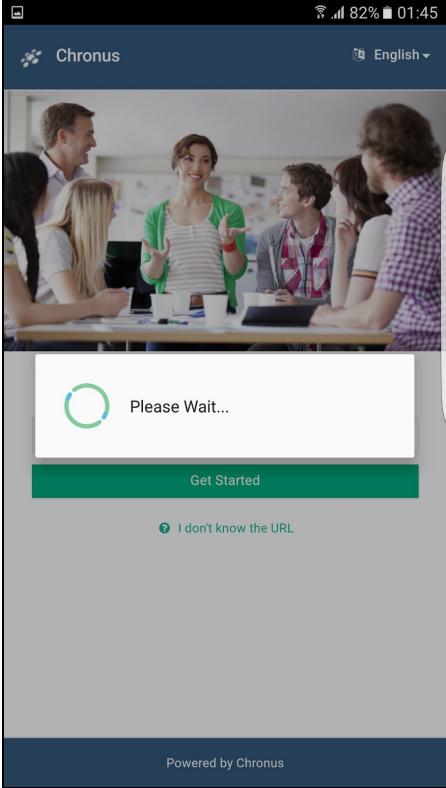 82% 01:45
Chronus
English
Please Wait...
Get Started
I don't know the URL
Powered by Chronus